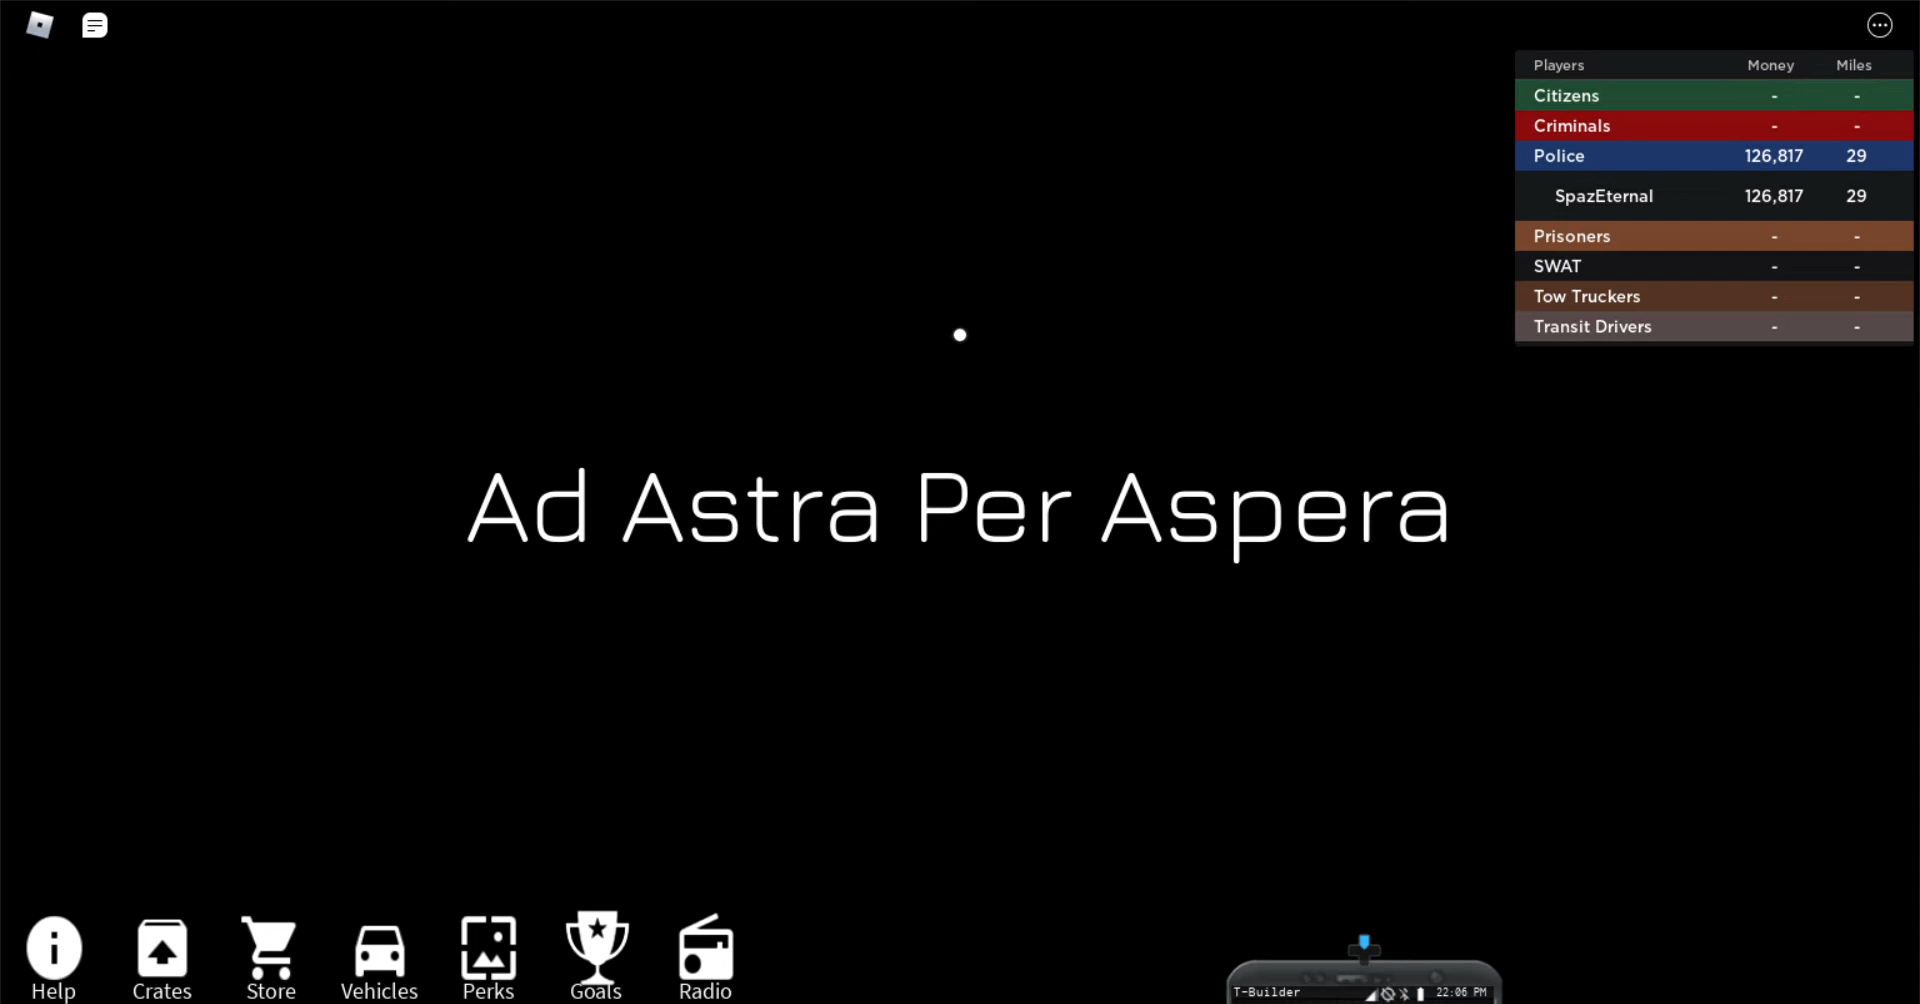 Players Money Miles
Citizens - -
Criminals - -
Police 126,817 29
SpazEternal 126,817 29
Prisoners - -
SWAT - -
Tow Truckers - -
Transit Drivers - -
Ad Astra Per Aspera
Help Crates Store Vehicles Perks Goals Radio
T-Builder 22:06 PM